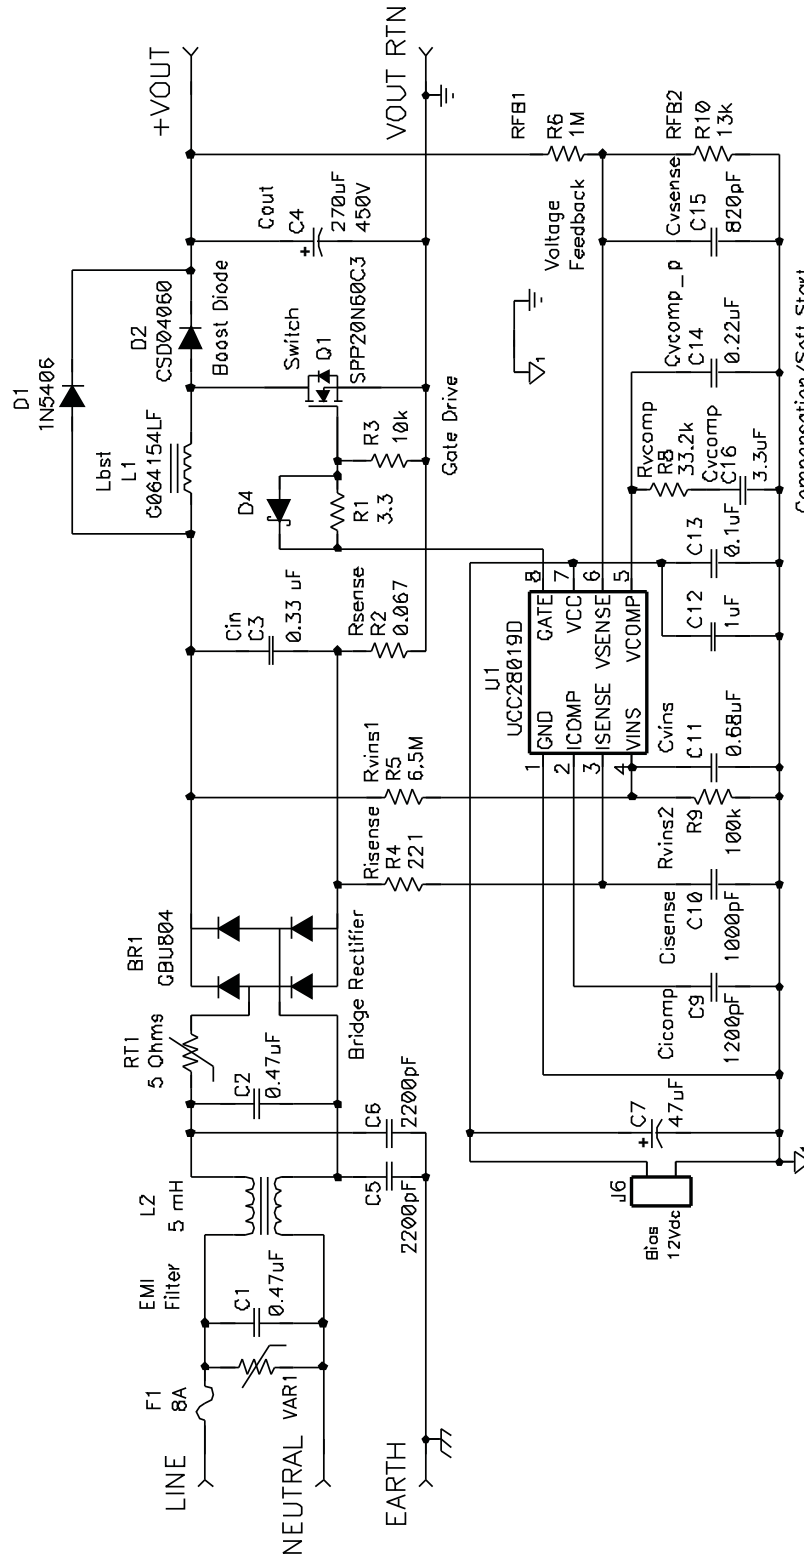 LINE
NEUTRAL
EARTH
F1
8A
VAR1
EMI
Filter
C1
0.47uF
L2
5 mH
C5
2200pF
C6
2200pF
C2
0.47uF
RT1
5 Ohms
BR1
GBU804
Bridge Rectifier
Risense
R4
221
Rvins1
R5
6.5M
Cin
C3
0.33 uF
Rsense
R2
0.067
Lbst
L1
G064154LF
D1
1N5406
D2
CSD04060
Boost Diode
D4
R1
3.3
R3
10k
Switch
Q1
SPP20N60C3
Gate Drive
Cout
C4
+
270uF
450V
+VOUT
VOUT RTN
Bias
12Vdc
J6
C7
+
47uF
Cicomp
C9
1200pF
Cisense
C10
1000pF
Rvins2
R9
100k
Cvins
C11
0.68uF
U1
UCC28019D
1
GND
2
ICOMP
3
ISENSE
4
VINS
8
GATE
7
VCC
6
VSENSE
5
VCOMP
C12
1uF
C13
0.1uF
Rvcomp
33.2k
Cvcomp
C16
3.3uF
Cvcomp_p
C14
0.22uF
1
Voltage
Feedback
RFB1
R6
1M
Cvsense
C15
820pF
RFB2
R10
13k
Compensation/Soft Start